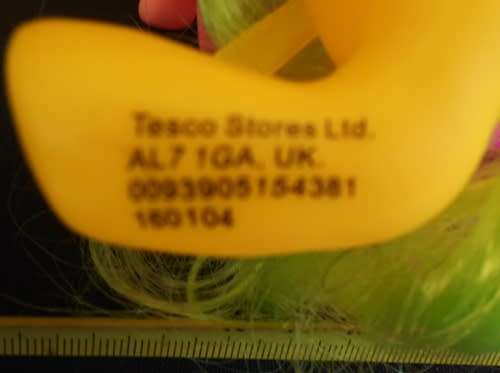 Tesco Stores Ltd.
AL7 1GA. UK.
0093905154381
160104